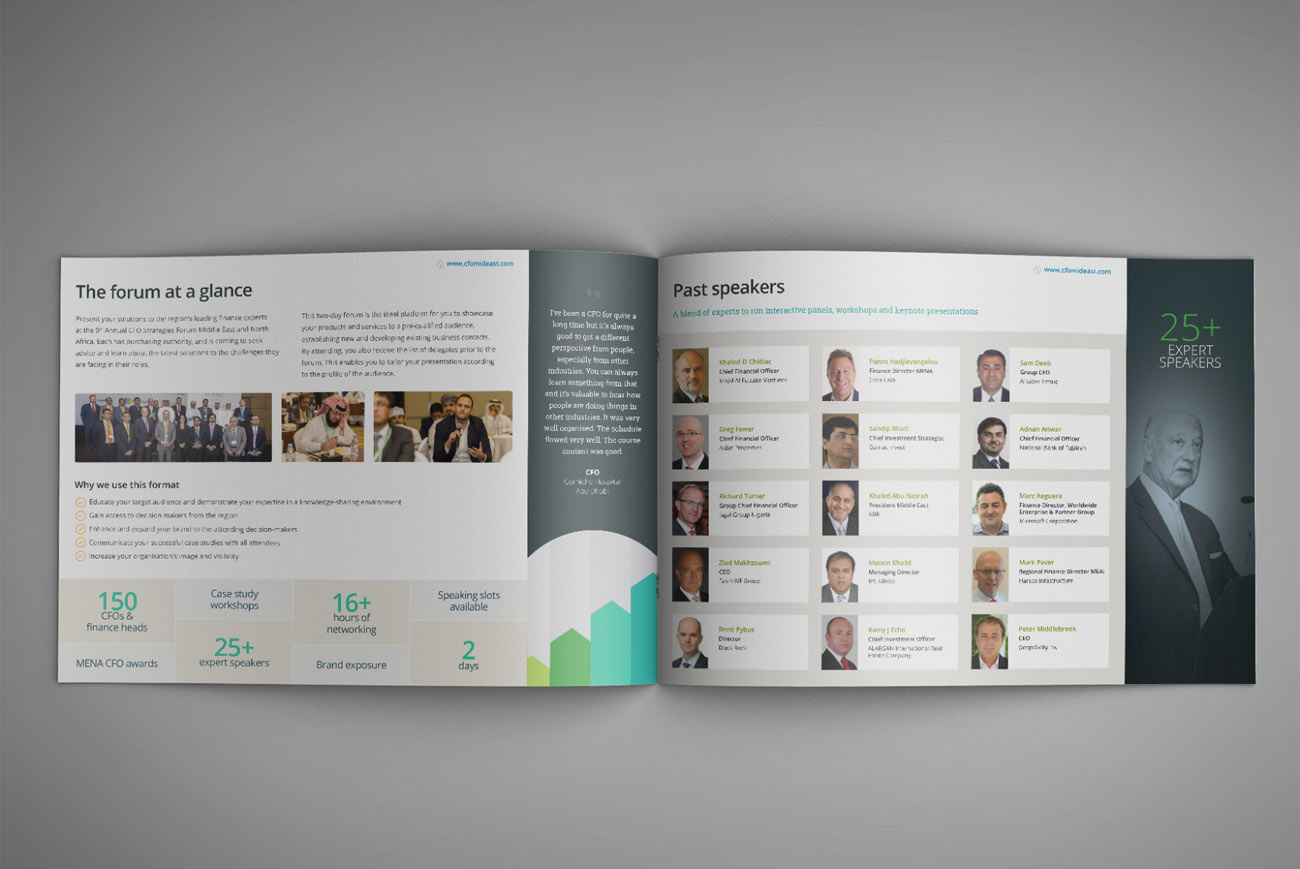 www.cfomideast.com
The forum at a glance
Present your solutions to the region's leading finance experts
at the 9th Annual CFO Strategies Forum Middle East and North
Africa. Each has purchasing authority, and is coming to seek
advice and learn about the latest solutions to the challenges they
are facing in their roles.
This two-day forum is the ideal platform for you to showcase
your products and services to a pre-qualified audience,
establishing new and developing existing business contacts.
By attending, you also receive the list of delegates prior to the
forum. This enables you to tailor your presentation according
to the profile of the audience.
Why we use this format
Educate your target audience and demonstrate your expertise in a knowledge-sharing environment
Gain access to decision makers from the region
Enhance and expand your brand to the attending decision-makers
Communicate your successful case studies with all attendees
Increase your organisation's image and visibility
150
CFOs &
finance heads
MENA CFO awards
Case study
workshops
25+
expert speakers
16+
hours of
networking
Brand exposure
Speaking slots
available
2
days
I've been a CFO for quite a
long time but it's always
good to get a different
perspective from people,
especially from other
industries. You can always
learn something from that
and it's valuable to hear how
people are doing things in
other industries. It was very
well organised. The schedule
flowed very well. The course
content was good.
CFO
Corniche Hospital
Abu Dhabi
www.cfomideast.com
Past speakers
A blend of experts to run interactive panels, workshops and keynote presentations
Khaled El Chidiac
Chief Financial Officer
Majid Al Futtaim Ventures
Panos Hadjievangelou
Finance Director MENA
Coca Cola
Sam Deeb
Group CFO
Al Jaber Group
Greg Fewer
Chief Financial Officer
Aldar Properties
Sandip Bhati
Chief Investment Strategist
Damas Invest
Adnan Anwar
Chief Financial Officer
National Bank of Fujairah
Richard Turner
Group Chief Financial Officer
Jagal Group Nigeria
Khaled Abu Nasrah
President Middle East
KBR
Marc Reguera
Finance Director, Worldwide
Enterprise & Partner Group
Microsoft Corporation
Ziad Makhzoumi
CEO
Fakih IVF Group
Matein Khalid
Managing Director
Mark Paver
Regional Finance Director MEAI
Harsco Infastructure
Brett Pybus
Director
Black Rock
Ramy J Echo
Chief Investment Officer
ALARGAN International Real
Estate Company
Peter Middlebrook
CEO
Geopolicity Inc
25+
EXPERT
SPEAKERS